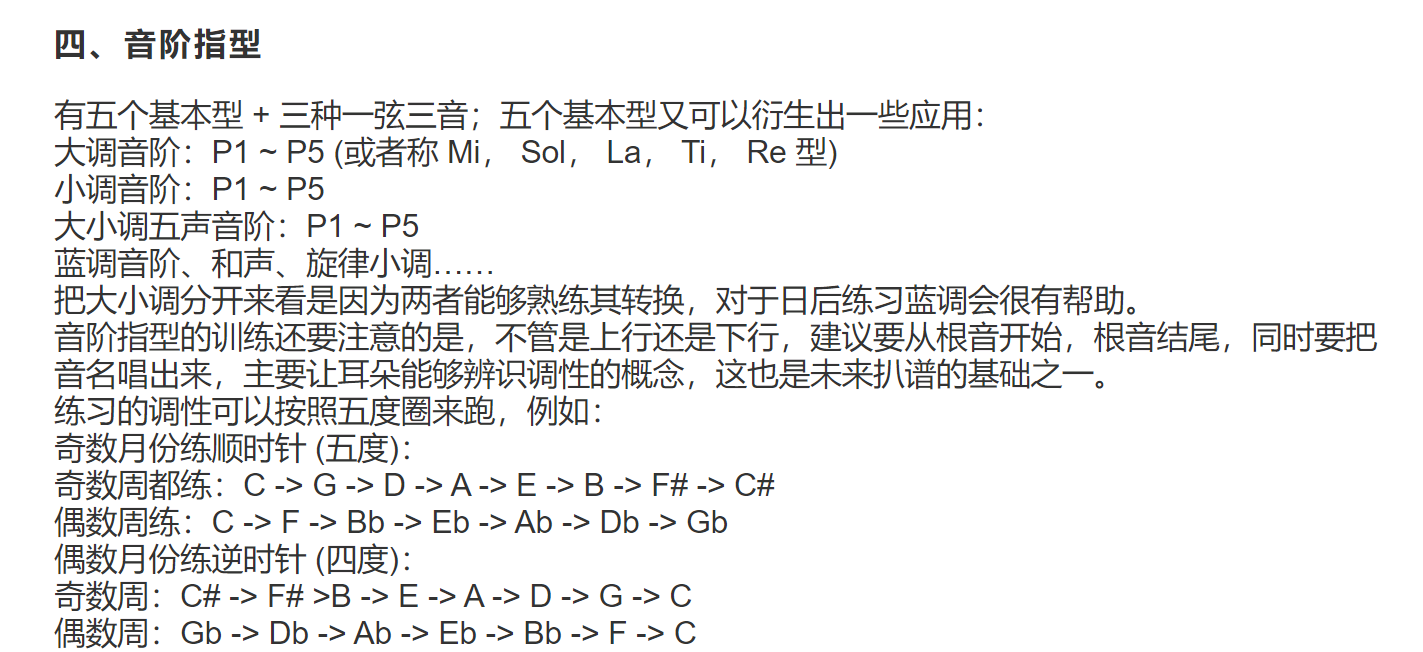 四、音阶指型
有五个基本型 + 三种一弦三音；五个基本型又可以衍生出一些应用：
大调音阶：P1 ~ P5 (或者称 Mi， Sol， La， Ti， Re 型)
小调音阶：P1 ~ P5
大小调五声音阶：P1 ~ P5
蓝调音阶、和声、旋律小调……
把大小调分开来看是因为两者能够熟练其转换，对于日后练习蓝调会很有帮助。
音阶指型的训练还要注意的是，不管是上行还是下行，建议要从根音开始，根音结尾，同时要把
音名唱出来，主要让耳朵能够辨识调性的概念，这也是未来扒谱的基础之一。
练习的调性可以按照五度圈来跑，例如：
奇数月份练顺时针 (五度)：
奇数周都练：C -> G -> D -> A -> E -> B -> F# -> C#
偶数周练：C -> F -> Bb -> Eb -> Ab -> Db -> Gb
偶数月份练逆时针 (四度)：
奇数周：C# -> F# >B -> E -> A -> D -> G -> C
偶数周：Gb -> Db -> Ab -> Eb -> Bb -> F -> C